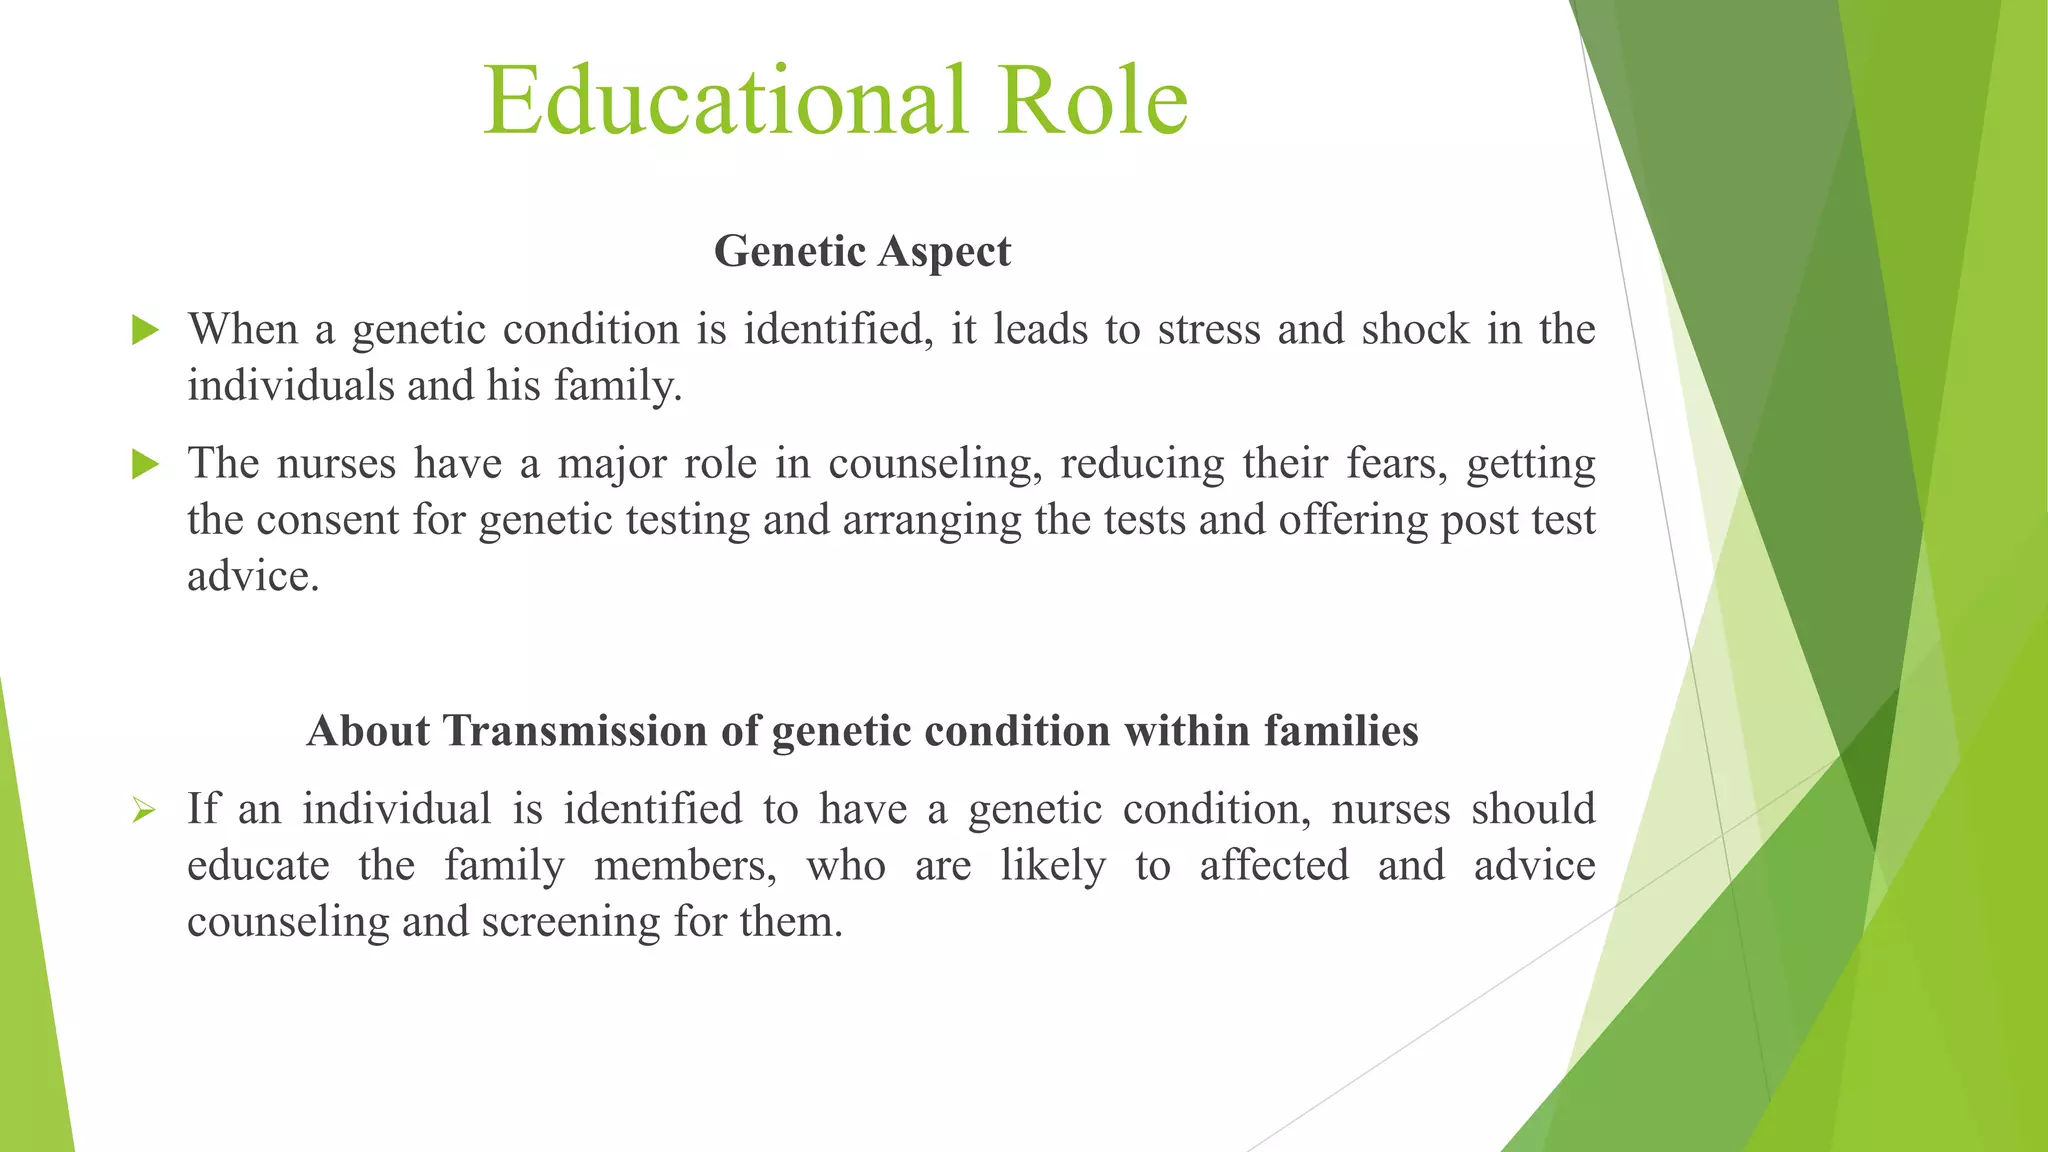 Educational Role
Genetic Aspect
When a genetic condition is identified, it leads to stress and shock in the
individuals and his family.
The nurses have a major role in counseling, reducing their fears, getting
the consent for genetic testing and arranging the tests and offering post test
advice.
About Transmission of genetic condition within families
If an individual is identified to have a genetic condition, nurses should
educate the family members, who are likely to affected and advice
counseling and screening for them.